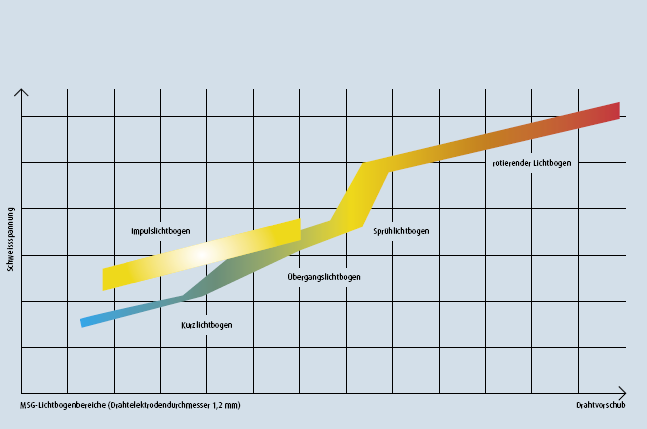 rotierender Lichtbogen
Impulslichtbogen
Sprühlichtbogen
Schweissspannung
Übergangslichtbogen
Kurzlichtbogen
MSG-Lichtbogenbereiche (Drahtelektrodendurchmesser 1,2 mm)
Drahtvorschub